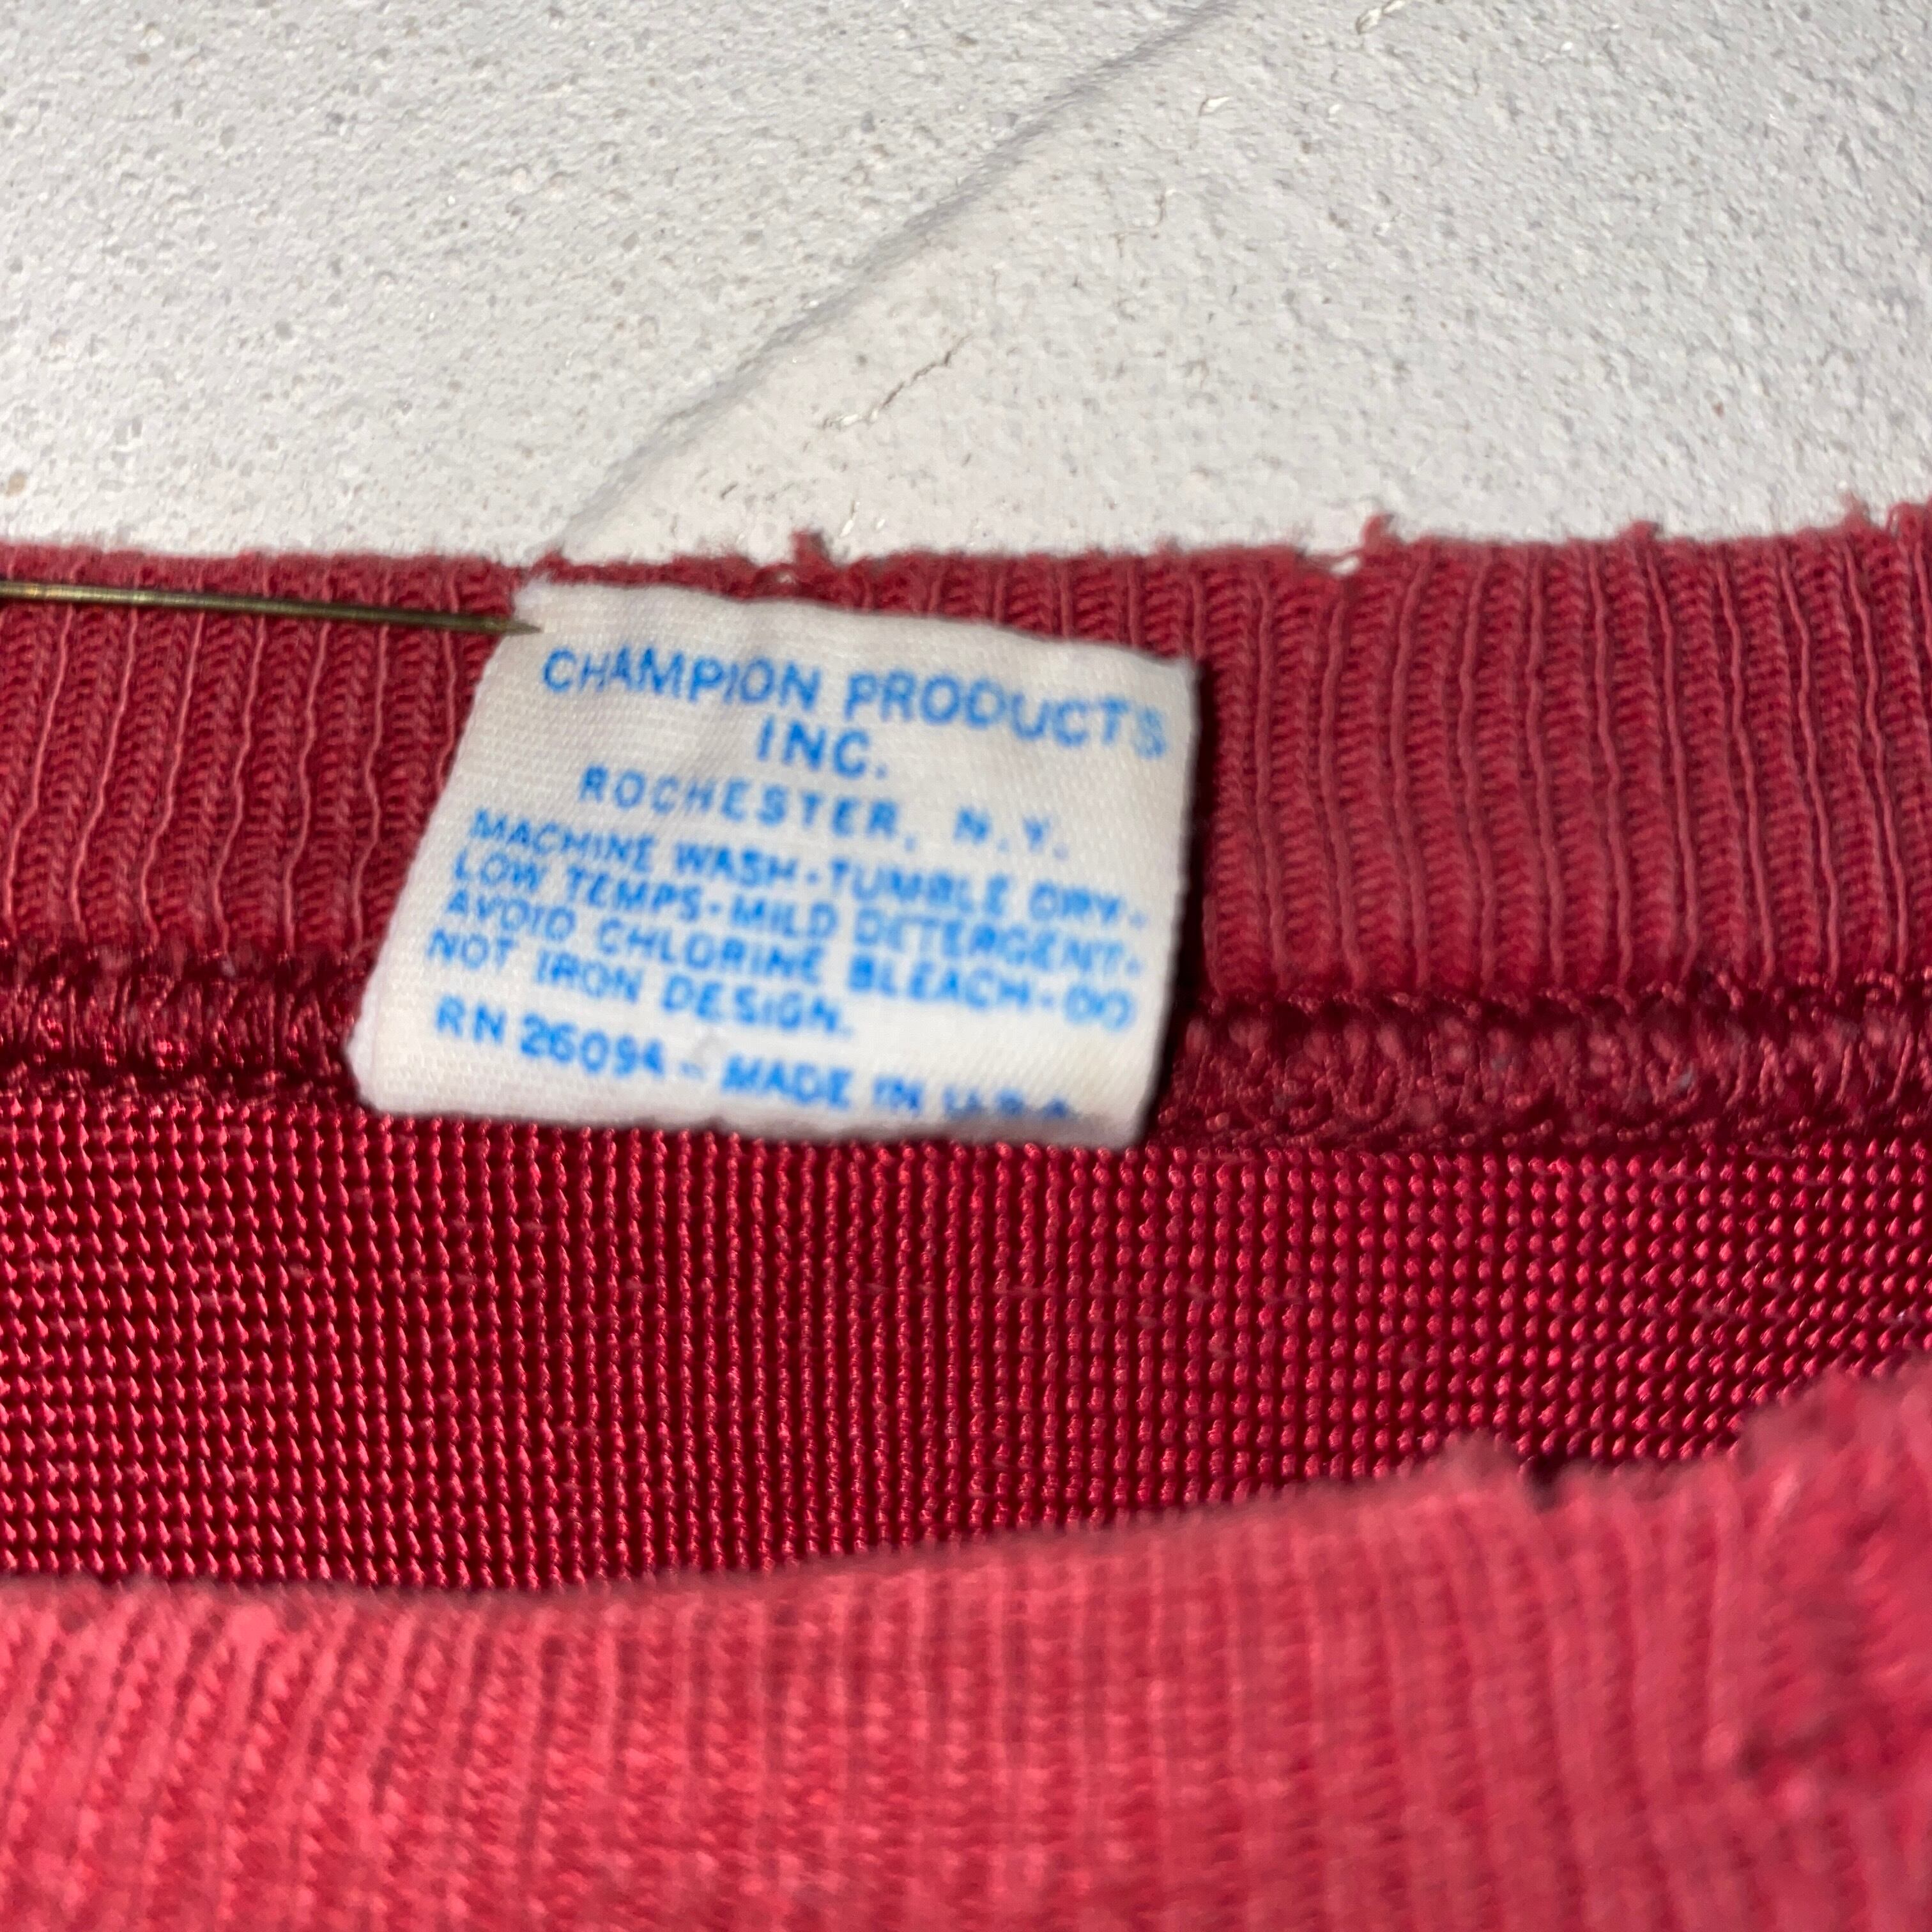 CHAMPION PRODUCTS
INC.
ROCHESTER, N.Y.
MACHINE WASH-TUMBLE DRY-
LOW TEMPS-MILD DETERGENT-
AVOID CHLORINE BLEACH-DO
NOT IRON DESIGN.
RN 26094 - MADE IN U.S.A.